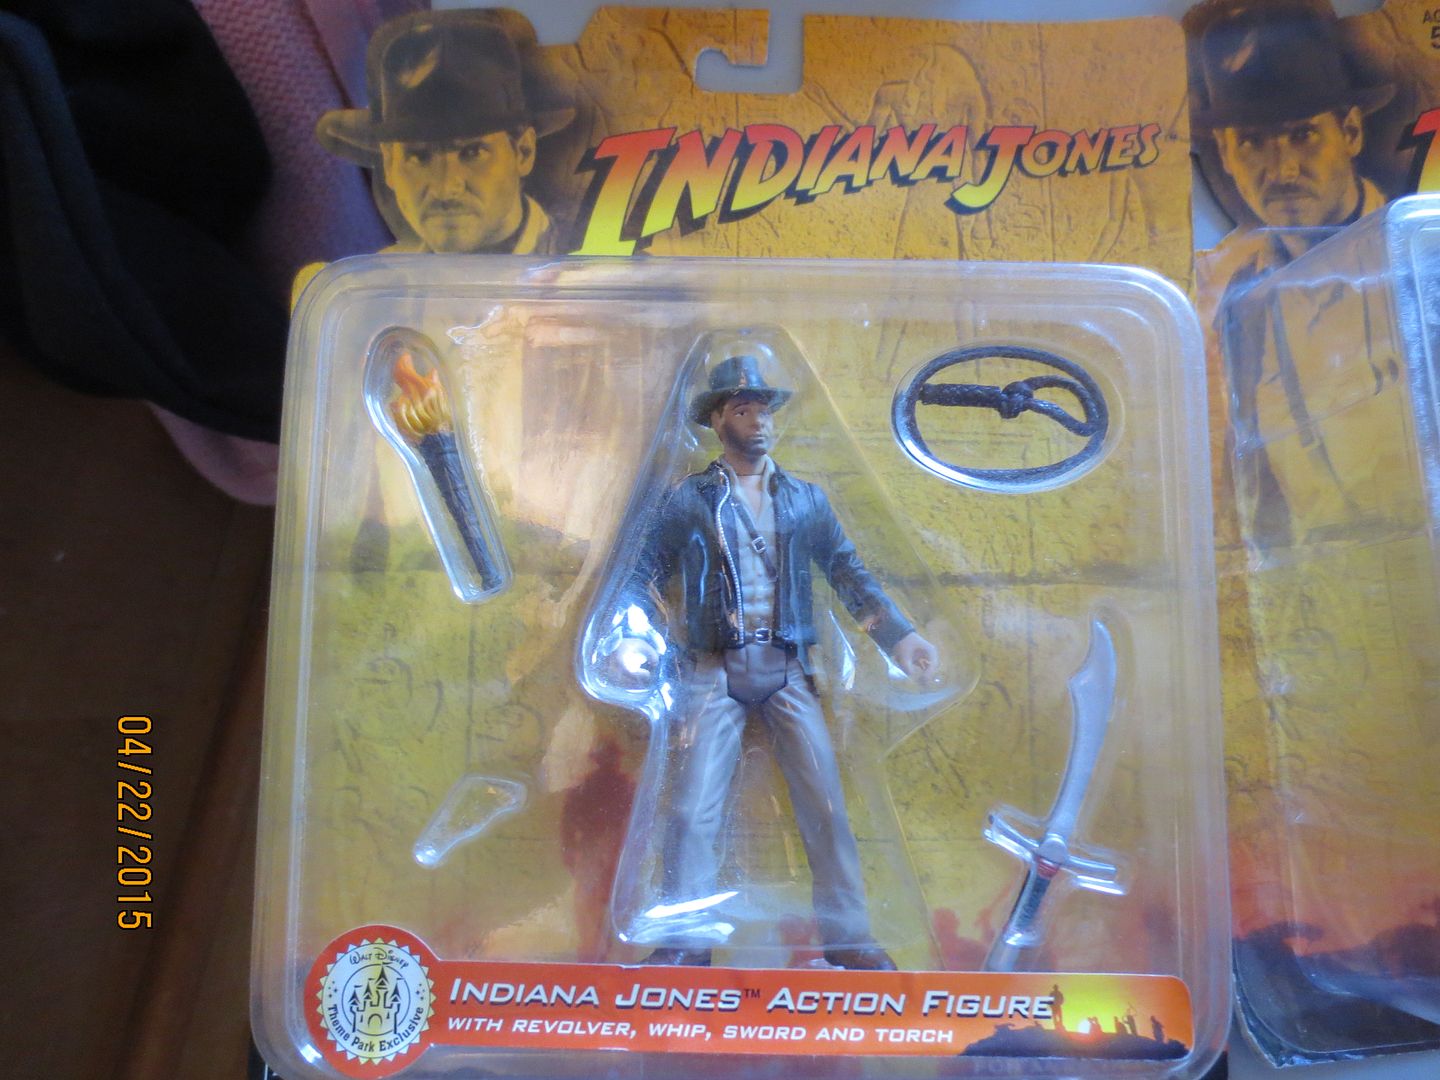 INDIANA JONES™
WALT DISNEY
Theme Park Exclusive
INDIANA JONES™ ACTION FIGURE
WITH REVOLVER, WHIP, SWORD AND TORCH
04/22/2015